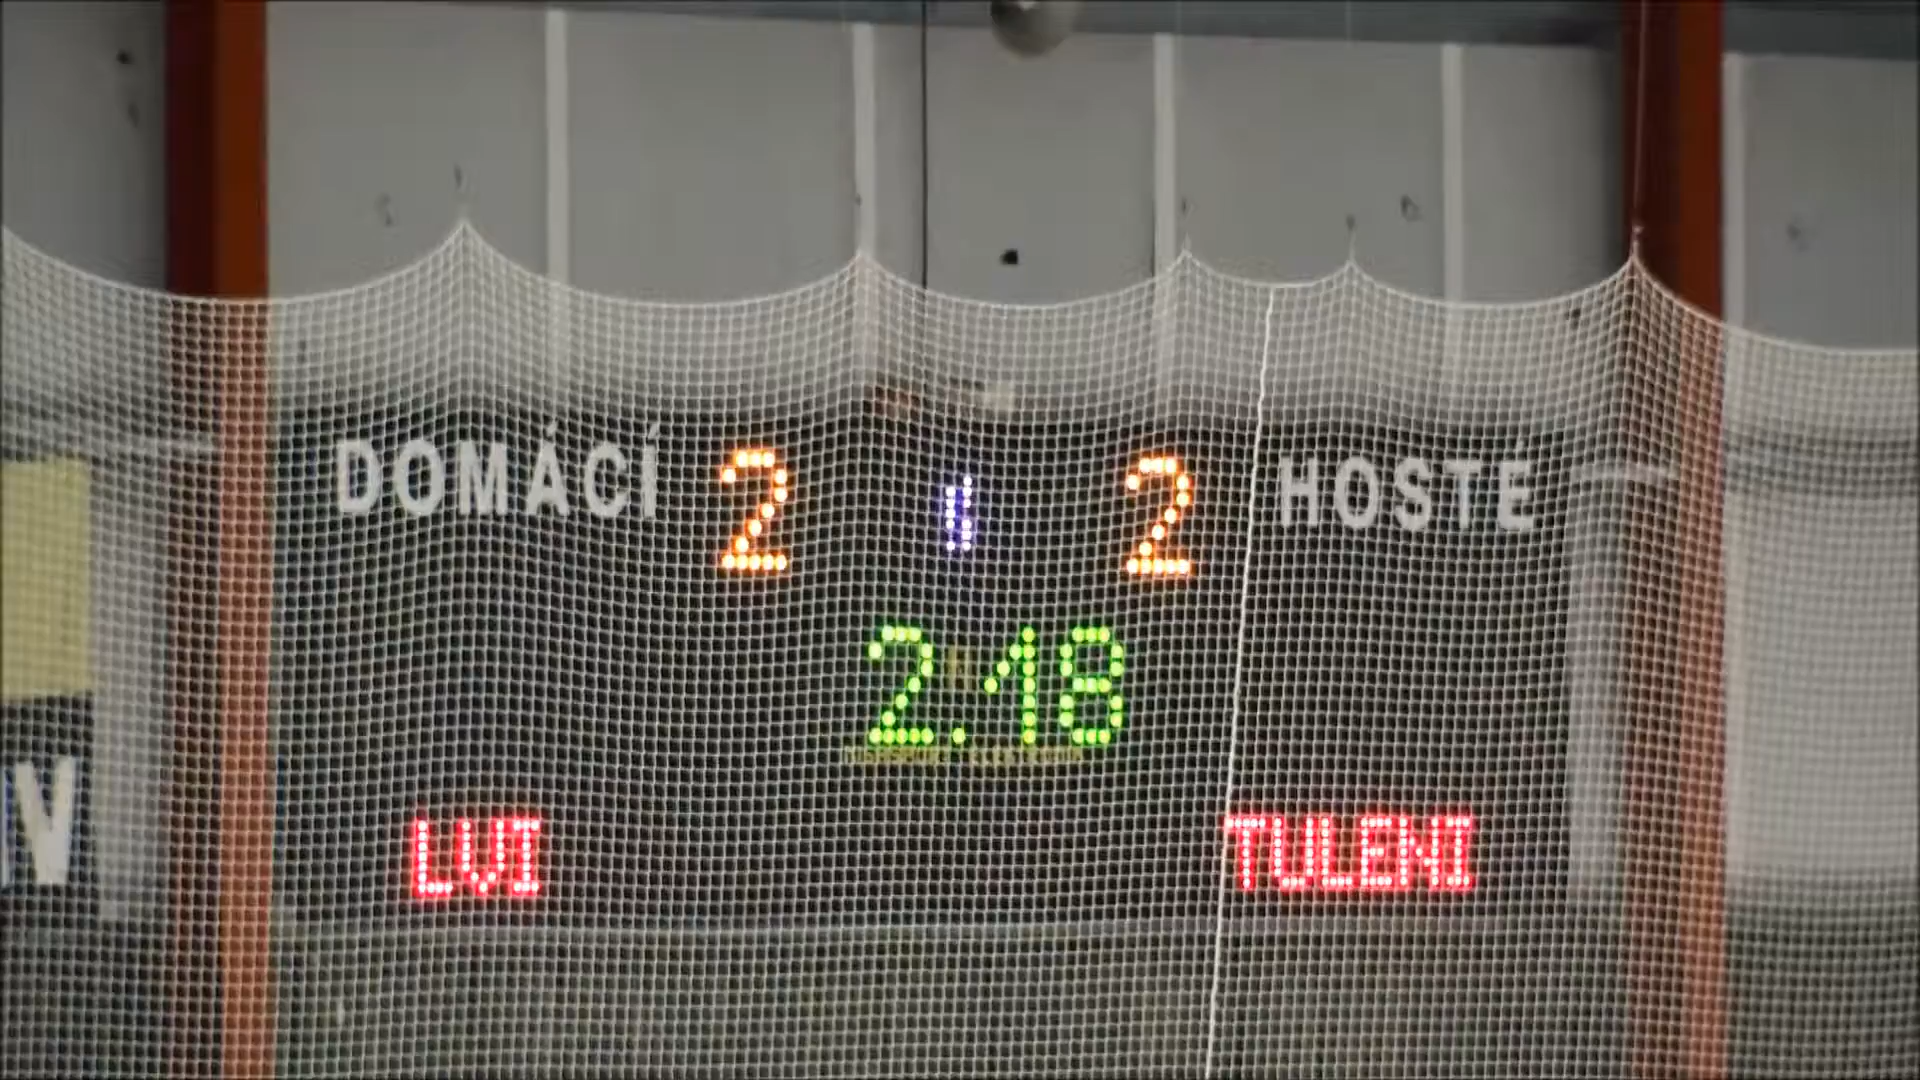 DOMÁCÍ 2 2 HOSTÉ
2.18
LVI TULENI
V